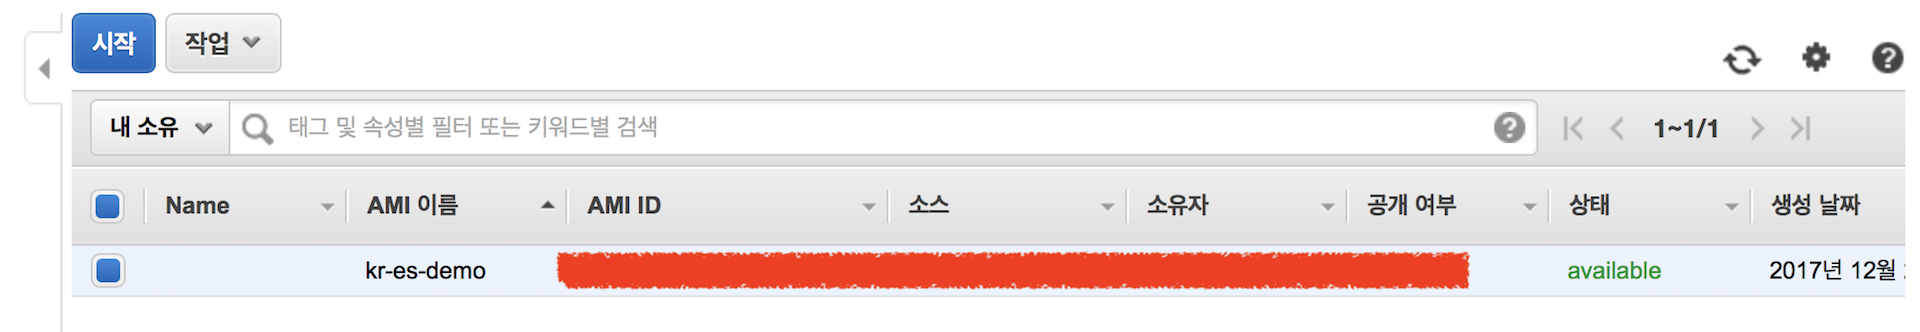 시작 작업
내 소유 태그 및 속성별 필터 또는 키워드별 검색 1~1/1
Name AMI 이름 AMI ID 소스 소유자 공개 여부 상태 생성 날짜
kr-es-demo available 2017년 12월